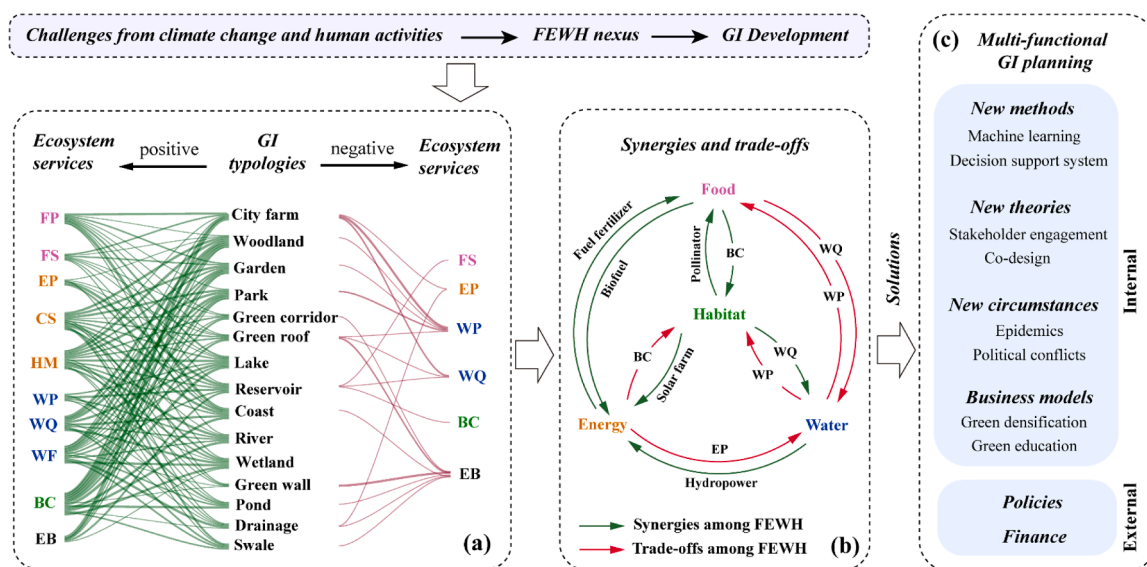 Challenges from climate change and human activities
FEWH nexus
GI Development
Ecosystem
services
positive
GI
typologies
negative
Ecosystem
services
FP
FS
EP
CS
HM
WP
WQ
WF
BC
EB
City farm
Woodland
Garden
Park
Green corridor
Green roof
Lake
Reservoir
Coast
River
Wetland
Green wall
Pond
Drainage
Swale
FS
EP
WP
WQ
BC
EB
(a)
Synergies and trade-offs
Food
Fuel fertilizer
Biofuel
Pollinator
BC
WQ
WP
Habitat
BC
Solar farm
WQ
WP
Energy
Water
EP
Hydropower
Synergies among FEWH
Trade-offs among FEWH
(b)
Solutions
(c)
Multi-functional
GI planning
New methods
Machine learning
Decision support system
New theories
Stakeholder engagement
Co-design
New circumstances
Epidemics
Political conflicts
Business models
Green densification
Green education
Internal
Policies
Finance
External